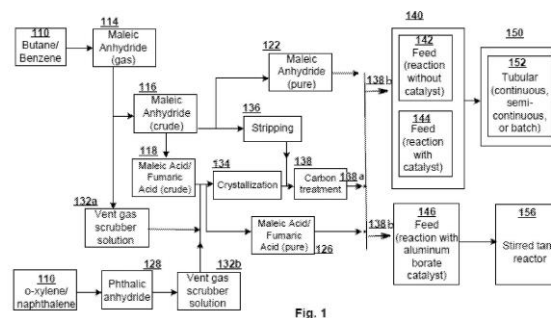 110
Butane/
Benzene
114
Maleic
Anhydride
(gas)
116
Maleic
Anhydride
(crude)
118
Maleic Acid/
Fumaric
Acid (crude)
122
Maleic
Anhydride
(pure)
136
Stripping
134
Crystallization
138
Carbon
treatment
138a
138 b
132a
Vent gas
scrubber
solution
Maleic Acid/
Fumaric
Acid (pure)
126
110
o-xylene/
naphthalene
128
Phthalic
anhydride
132b
Vent gas
scrubber
solution
140
142
Feed
(reaction
without
catalyst)
144
Feed
(reaction
with
catalyst)
150
152
Tubular
(continuous,
semi-
continuous,
or batch)
138 b
146
Feed
(reaction with
aluminum
borate
catalyst)
156
Stirred tank
reactor
Fig. 1